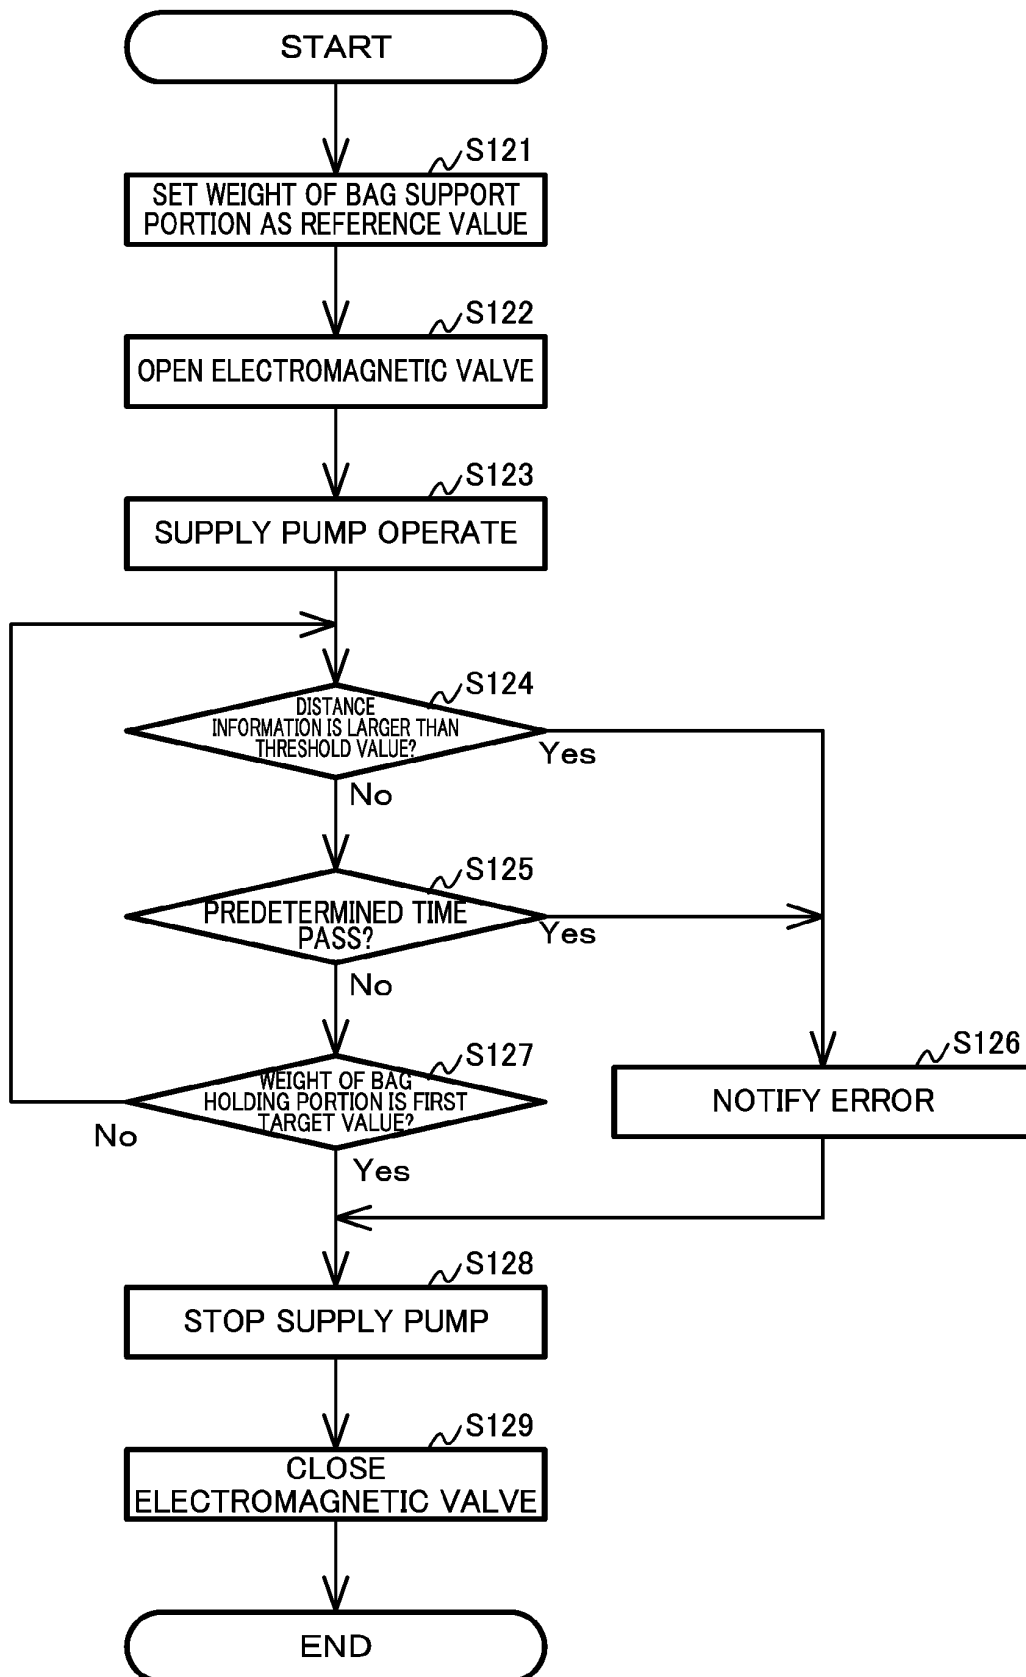 START
S121
SET WEIGHT OF BAG SUPPORT
PORTION AS REFERENCE VALUE
S122
OPEN ELECTROMAGNETIC VALVE
S123
SUPPLY PUMP OPERATE
S124
DISTANCE
INFORMATION IS LARGER THAN
THRESHOLD VALUE?
Yes
No
S125
PREDETERMINED TIME
PASS?
Yes
No
S127
WEIGHT OF BAG
HOLDING PORTION IS FIRST
TARGET VALUE?
No
Yes
S126
NOTIFY ERROR
S128
STOP SUPPLY PUMP
S129
CLOSE
ELECTROMAGNETIC VALVE
END